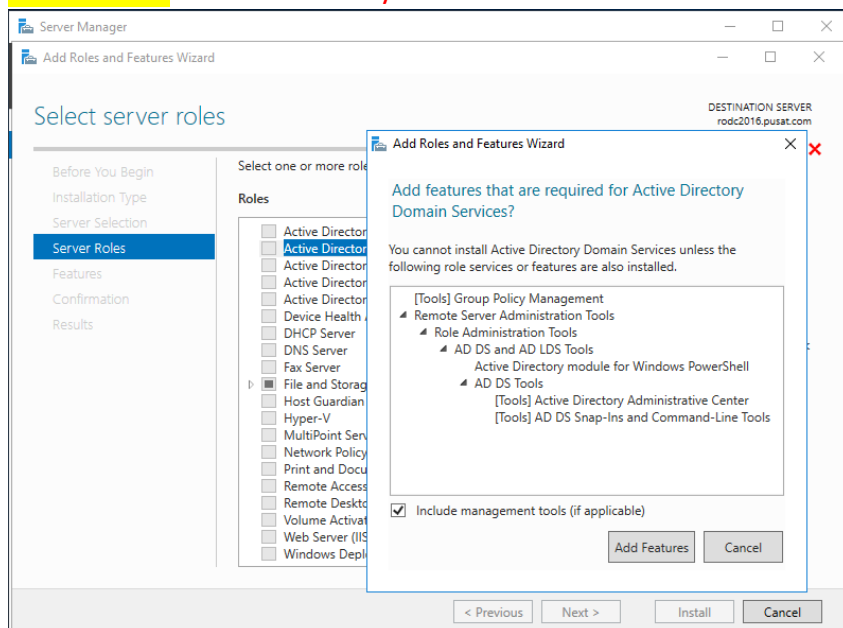 Server Manager
Add Roles and Features Wizard
Select server roles
DESTINATION SERVER
rodc2016.pusat.com
Before You Begin
Installation Type
Server Selection
Server Roles
Features
Confirmation
Results
Select one or more role
Roles
Active Director
Active Director
Active Director
Active Director
Active Director
Device Health
DHCP Server
DNS Server
Fax Server
File and Storag
Host Guardian
Hyper-V
MultiPoint Serv
Network Policy
Print and Docu
Remote Access
Remote Deskto
Volume Activat
Web Server (IIS
Windows Depl
Add Roles and Features Wizard
Add features that are required for Active Directory
Domain Services?
You cannot install Active Directory Domain Services unless the
following role services or features are also installed.
[Tools] Group Policy Management
Remote Server Administration Tools
Role Administration Tools
AD DS and AD LDS Tools
Active Directory module for Windows PowerShell
AD DS Tools
[Tools] Active Directory Administrative Center
[Tools] AD DS Snap-Ins and Command-Line Tools
Include management tools (if applicable)
Add Features
Cancel
< Previous
Next >
Install
Cancel